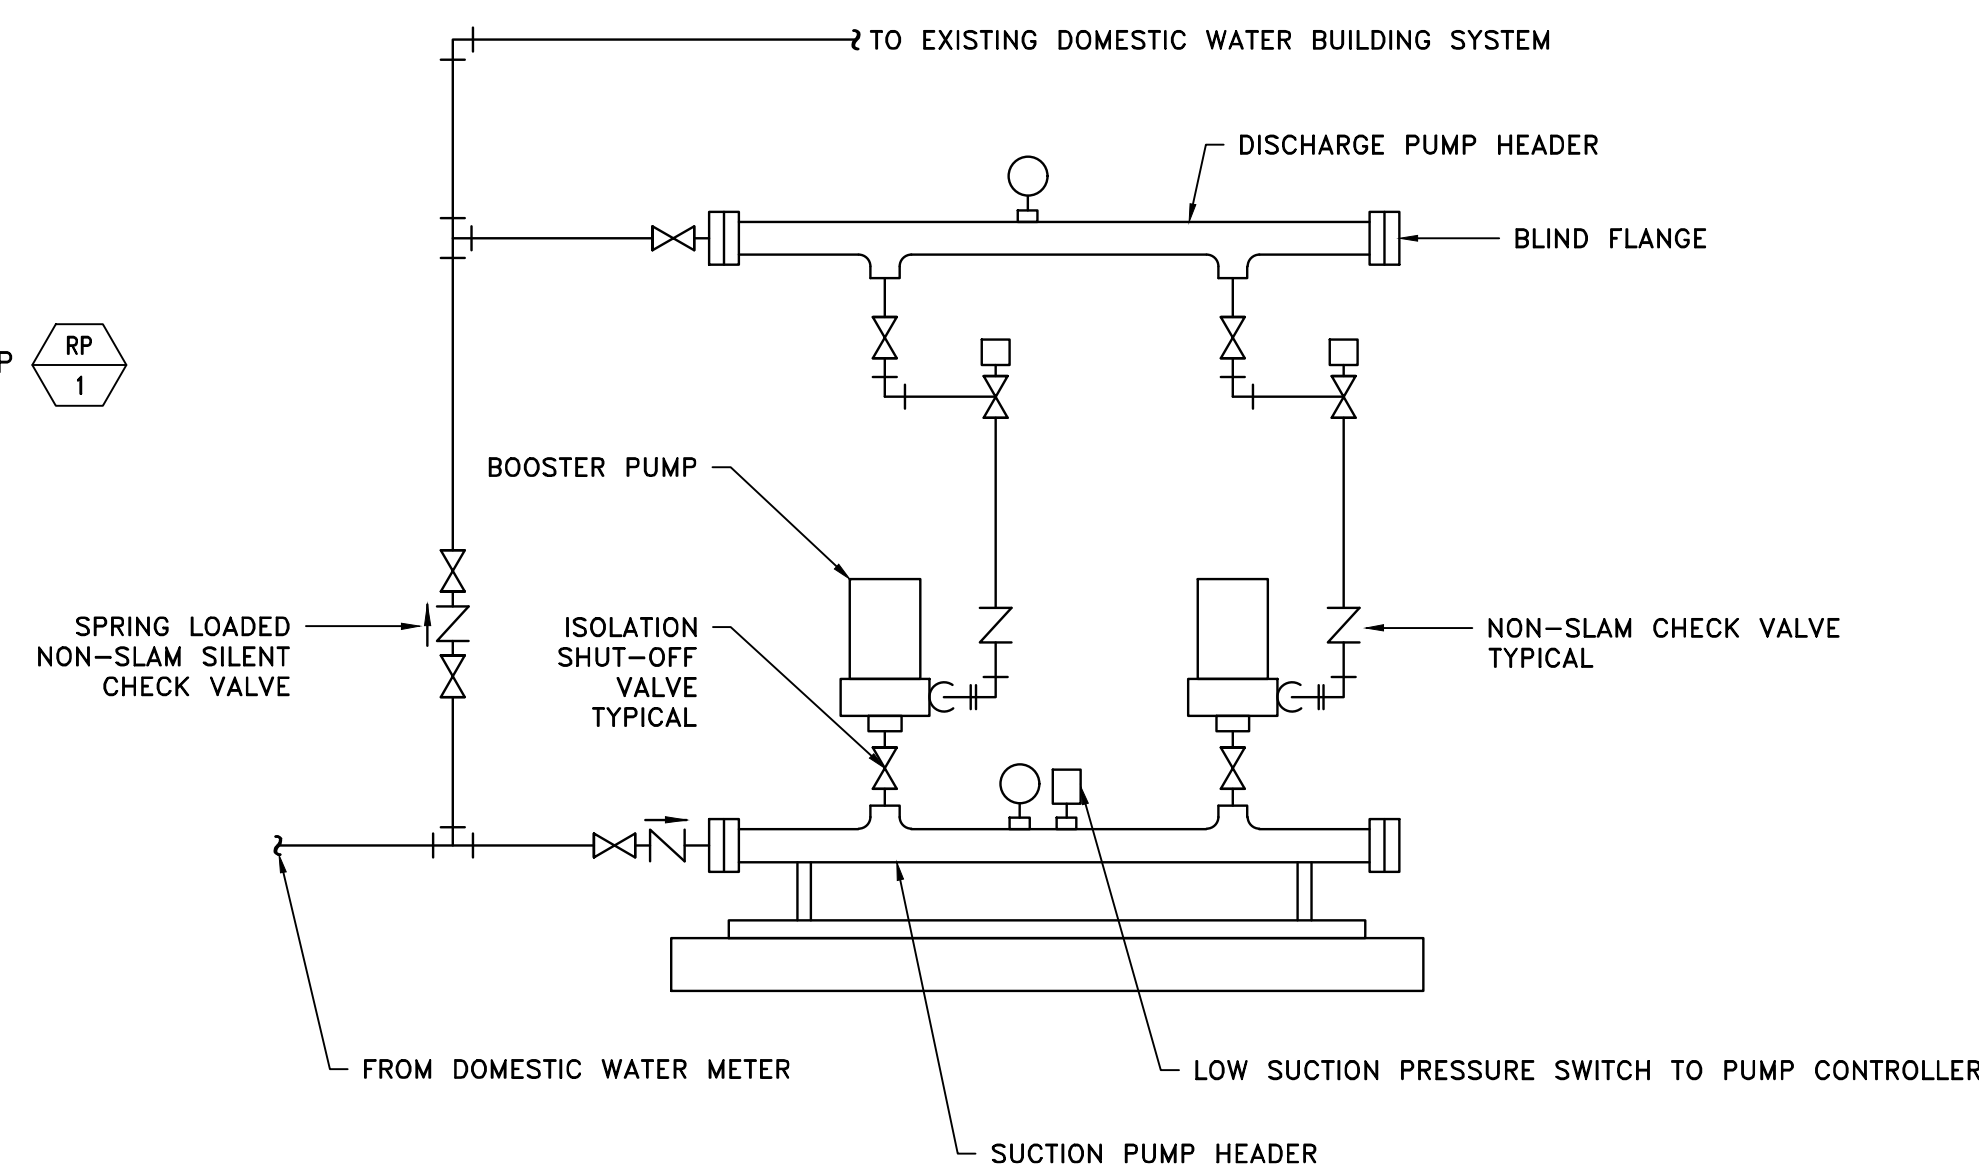 TO EXISTING DOMESTIC WATER BUILDING SYSTEM
DISCHARGE PUMP HEADER
BLIND FLANGE
P
RP
1
BOOSTER PUMP
SPRING LOADED
NON-SLAM SILENT
CHECK VALVE
ISOLATION
SHUT-OFF
VALVE
TYPICAL
NON-SLAM CHECK VALVE
TYPICAL
FROM DOMESTIC WATER METER
LOW SUCTION PRESSURE SWITCH TO PUMP CONTROLLER
SUCTION PUMP HEADER